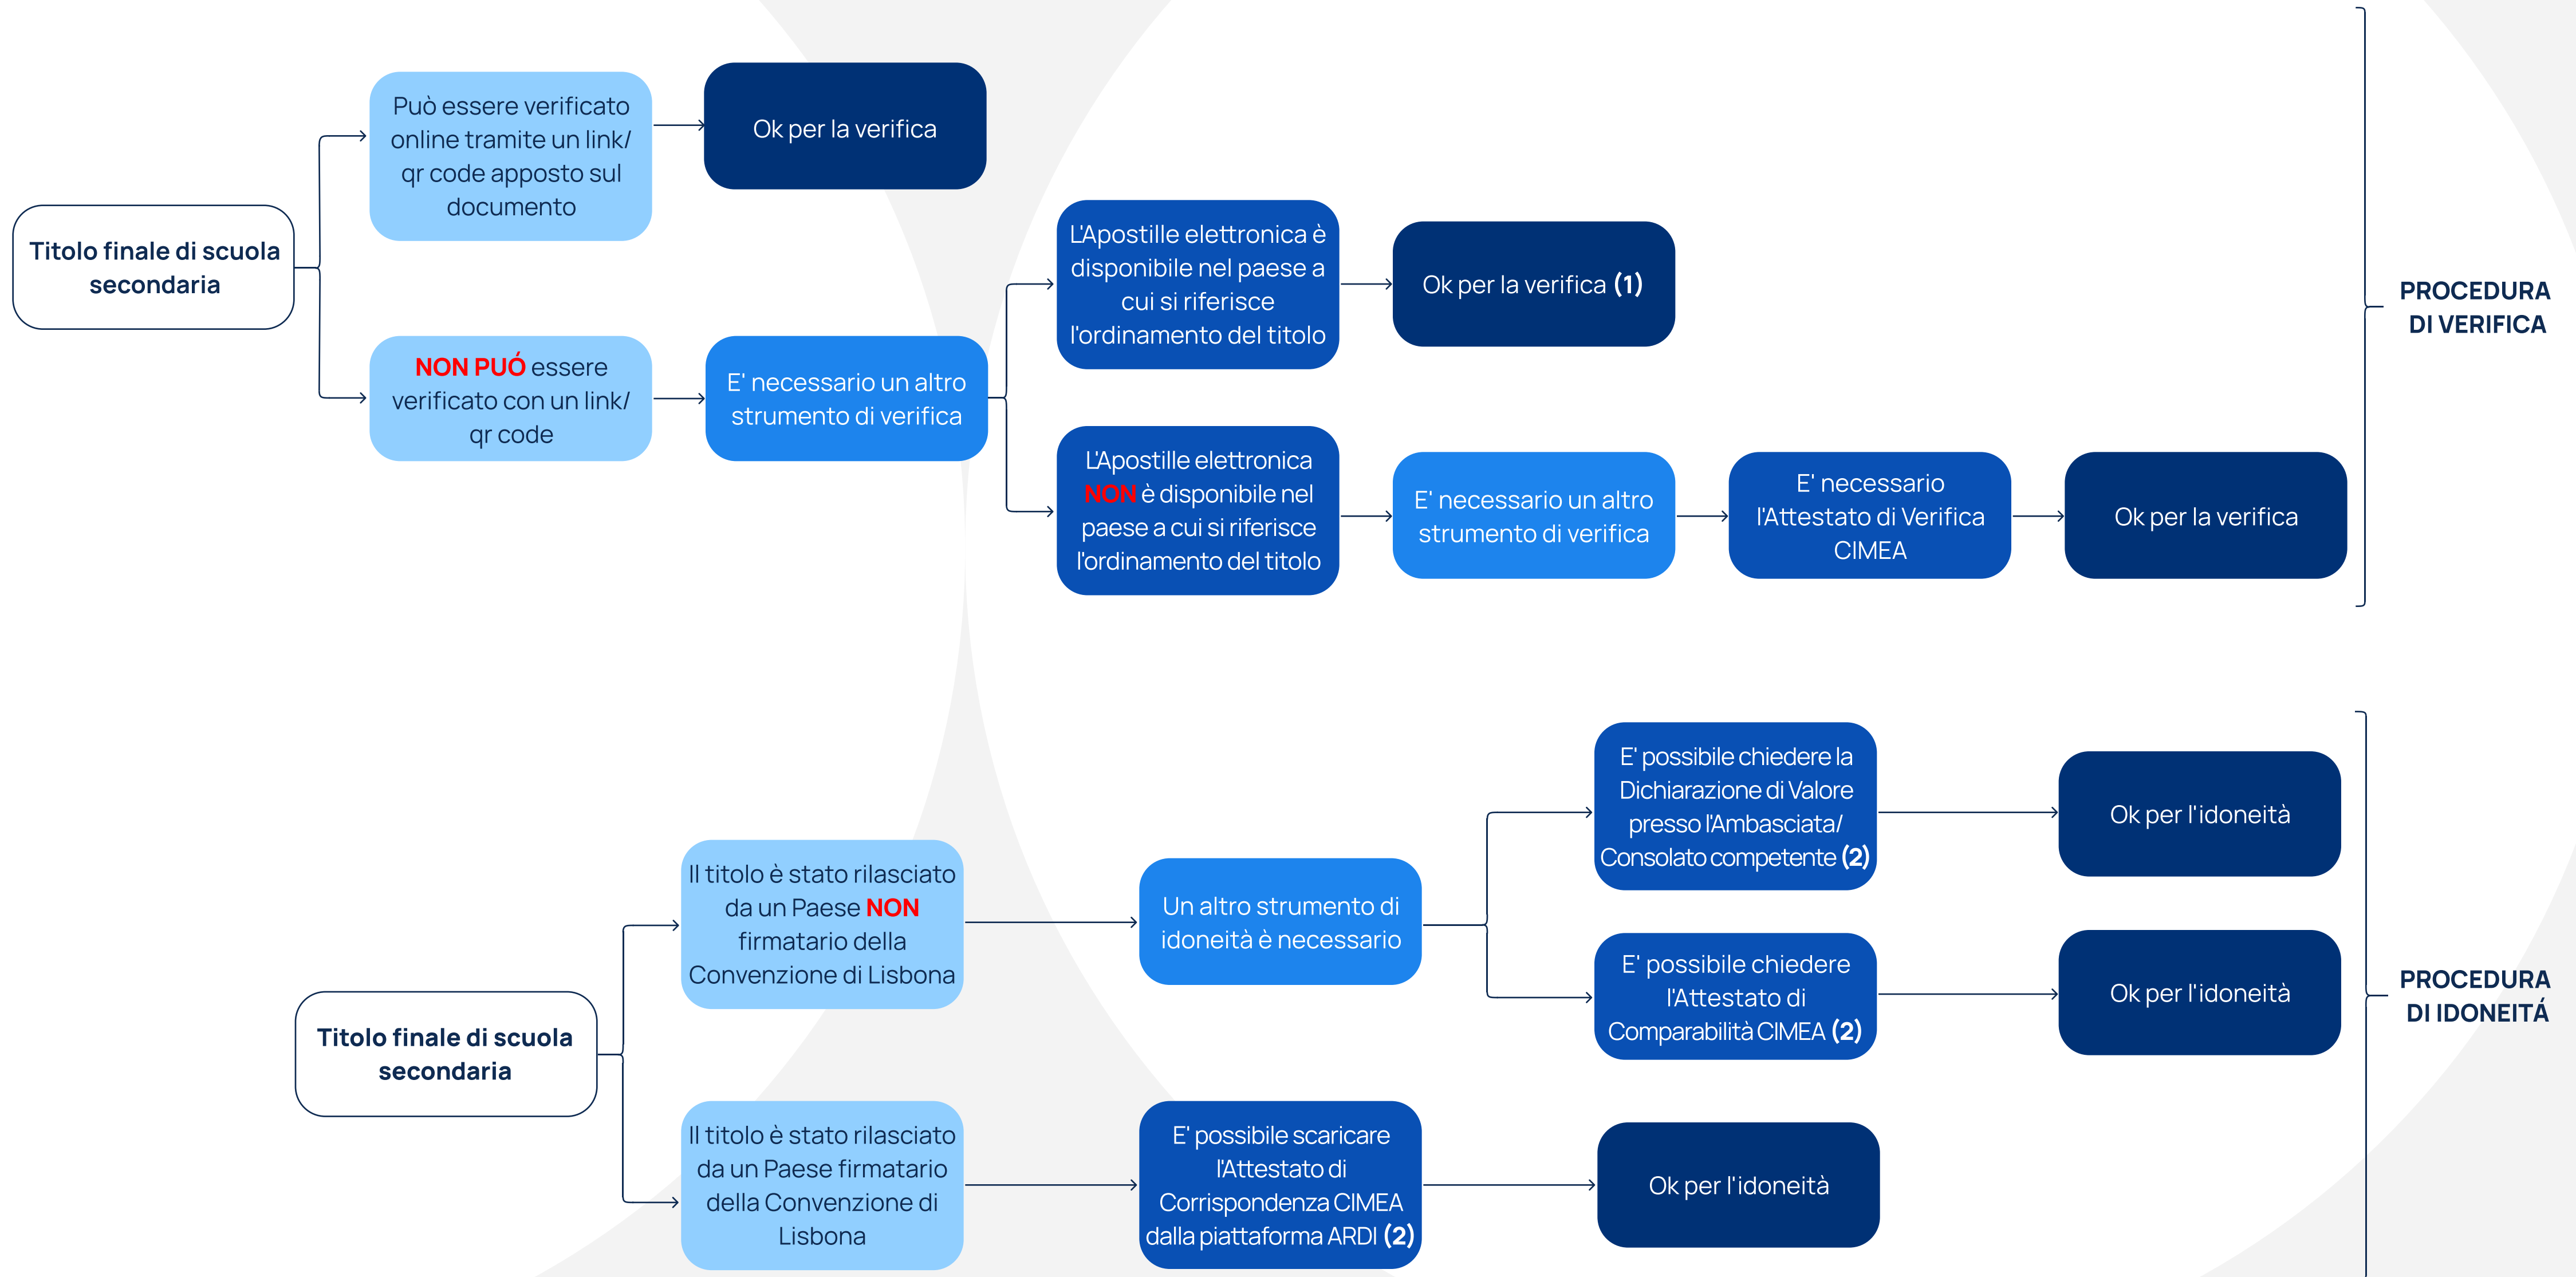 Titolo finale di scuola
secondaria
Può essere verificato
online tramite un link/
qr code apposto sul
documento
Ok per la verifica
NON PUÓ essere
verificato con un link/
qr code
E' necessario un altro
strumento di verifica
L'Apostille elettronica è
disponibile nel paese a
cui si riferisce
l'ordinamento del titolo
Ok per la verifica (1)
L'Apostille elettronica
NON è disponibile nel
paese a cui si riferisce
l'ordinamento del titolo
E' necessario un altro
strumento di verifica
E' necessario
l'Attestato di Verifica
CIMEA
Ok per la verifica
PROCEDURA
DI VERIFICA
Titolo finale di scuola
secondaria
Il titolo è stato rilasciato
da un Paese NON
firmatario della
Convenzione di Lisbona
Un altro strumento di
idoneità è necessario
E' possibile chiedere la
Dichiarazione di Valore
presso l'Ambasciata/
Consolato competente (2)
Ok per l'idoneità
E' possibile chiedere
l'Attestato di
Comparabilità CIMEA (2)
Ok per l'idoneità
Il titolo è stato rilasciato
da un Paese firmatario
della Convenzione di
Lisbona
E' possibile scaricare
l'Attestato di
Corrispondenza CIMEA
dalla piattaforma ARDI (2)
Ok per l'idoneità
PROCEDURA
DI IDONEITÁ